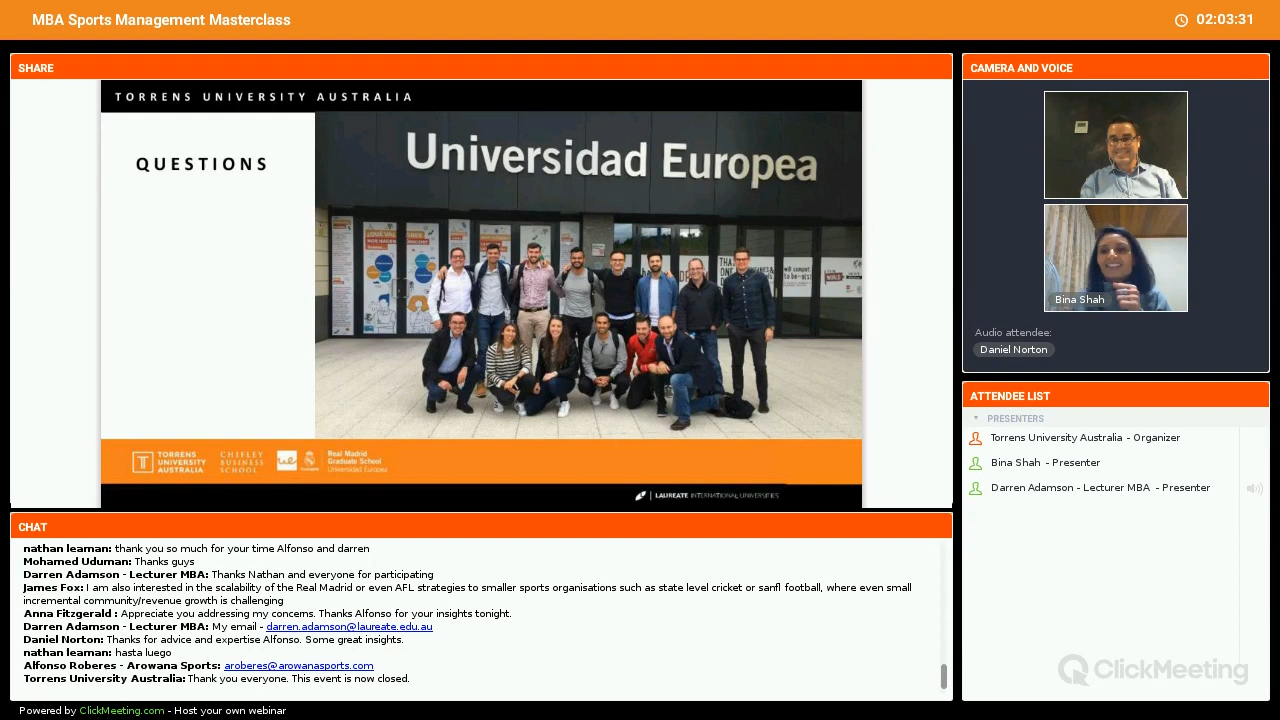 MBA Sports Management Masterclass
02:03:31
SHARE
TORRENS UNIVERSITY AUSTRALIA
QUESTIONS
Universidad Europea
TORRENS
UNIVERSITY
AUSTRALIA
CHIFLEY
BUSINESS
SCHOOL
ue
Real Madrid
Graduate School
Universidad Europea
LAUREATE INTERNATIONAL UNIVERSITIES
CAMERA AND VOICE
Bina Shah
Audio attendee:
Daniel Norton
ATTENDEE LIST
PRESENTERS
Torrens University Australia - Organizer
Bina Shah - Presenter
Darren Adamson - Lecturer MBA - Presenter
ClickMeeting
CHAT
nathan leaman: thank you so much for your time Alfonso and darren
Mohamed Uduman: Thanks guys
Darren Adamson - Lecturer MBA: Thanks Nathan and everyone for participating
James Fox: I am also interested in the scalability of the Real Madrid or even AFL strategies to smaller sports organisations such as state level cricket or sanfl football, where even small
incremental community/revenue growth is challenging
Anna Fitzgerald : Appreciate you addressing my concerns. Thanks Alfonso for your insights tonight.
Darren Adamson - Lecturer MBA: My email - darren.adamson@laureate.edu.au
Daniel Norton: Thanks for advice and expertise Alfonso. Some great insights.
nathan leaman: hasta luego
Alfonso Roberes - Arowana Sports: aroberes@arowanasports.com
Torrens University Australia: Thank you everyone. This event is now closed.
Powered by ClickMeeting.com - Host your own webinar